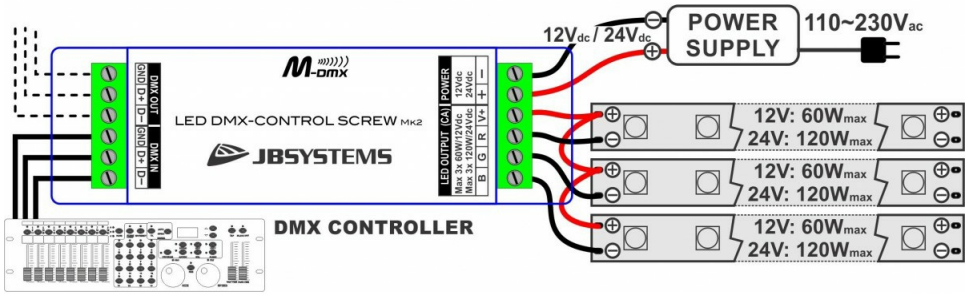 12Vdc / 24Vdc
POWER
SUPPLY
110~230Vac
M-DMX
LED DMX-CONTROL SCREW Mk2
JBSYSTEMS
DMX OUT
GND
D+
D-
DMX IN
GND
D+
D-
POWER
12Vdc
24Vdc
-
+
LED OUTPUT (CA)
Max 3x 60W/12Vdc
Max 3x 120W/24Vdc
V+
R
G
B
12V: 60Wmax
24V: 120Wmax
12V: 60Wmax
24V: 120Wmax
12V: 60Wmax
24V: 120Wmax
DMX CONTROLLER